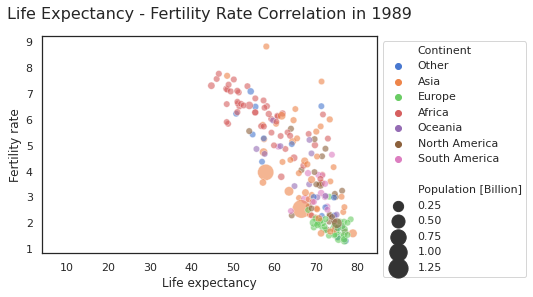 Life Expectancy - Fertility Rate Correlation in 1989
9
8
7
6
5
4
3
2
1
Fertility rate
10 20 30 40 50 60 70 80
Life expectancy
Continent
Other
Asia
Europe
Africa
Oceania
North America
South America
Population [Billion]
0.25
0.50
0.75
1.00
1.25